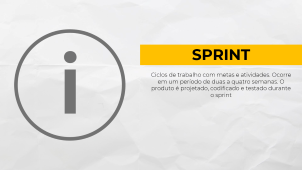 SPRINT
Ciclos de trabalho com metas e atividades. Ocorre
em um período de duas a quatro semanas. O
produto é projetado, codificado e testado durante
o sprint